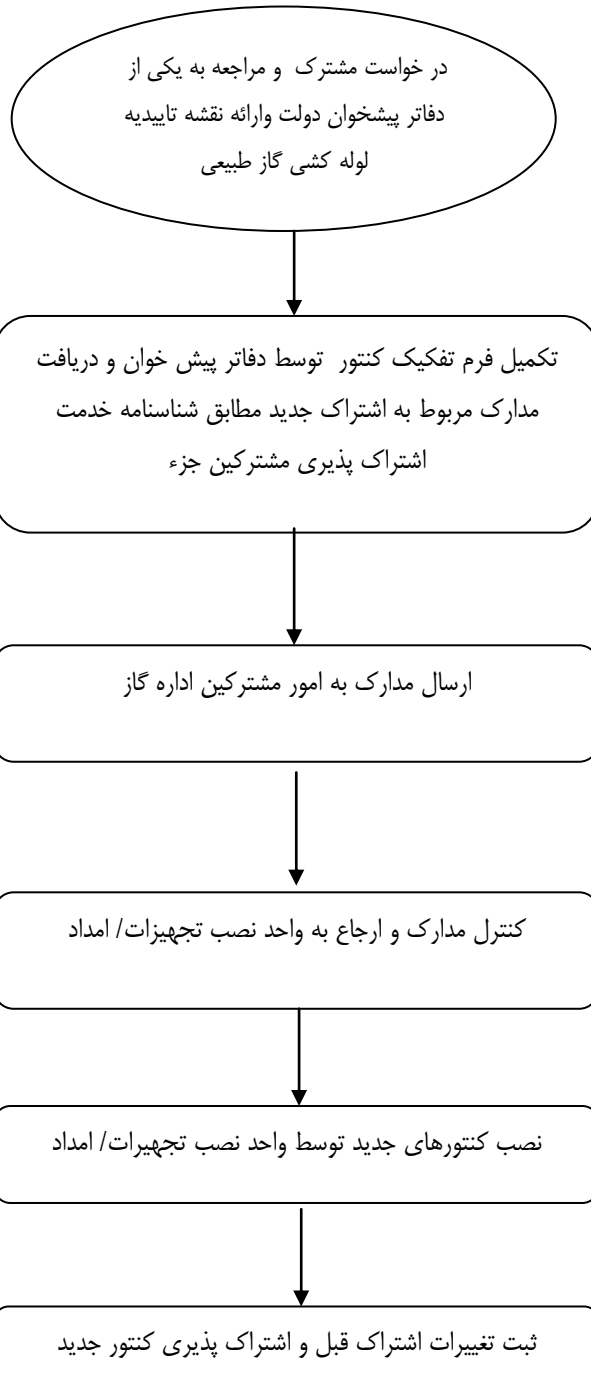 در خواست مشترک و مراجعه به یکی از
دفاتر پیشخوان دولت وارائه نقشه تاییدیه
لوله کشی گاز طبیعی
تکمیل فرم تفکیک کنتور توسط دفاتر پیش خوان و دریافت
مدارک مربوط به اشتراک جدید مطابق شناسنامه خدمت
اشتراک پذیری مشترکین جزء
ارسال مدارک به امور مشترکین اداره گاز
کنترل مدارک و ارجاع به واحد نصب تجهیزات/ امداد
نصب کنتورهای جدید توسط واحد نصب تجهیرات/ امداد
ثبت تغییرات اشتراک قبل و اشتراک پذیری کنتور جدید